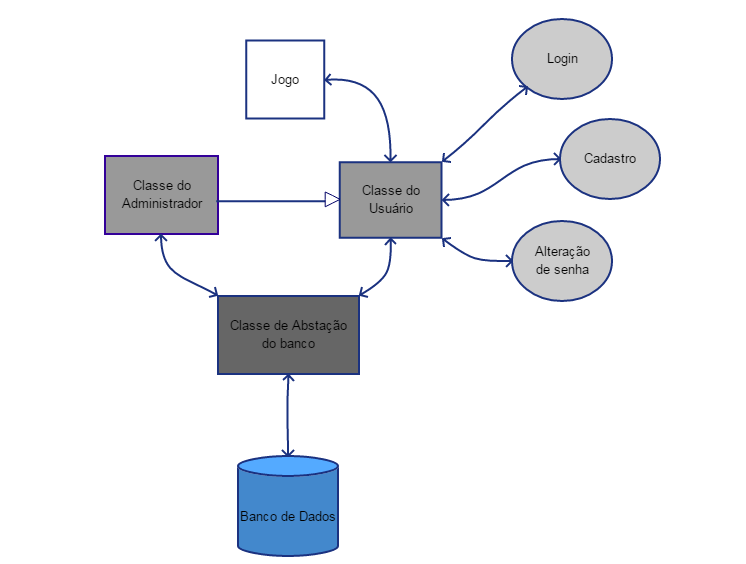 Login
Jogo
Cadastro
Classe do
Administrador
Classe do
Usuário
Alteração
de senha
Classe de Abstação
do banco
Banco de Dados